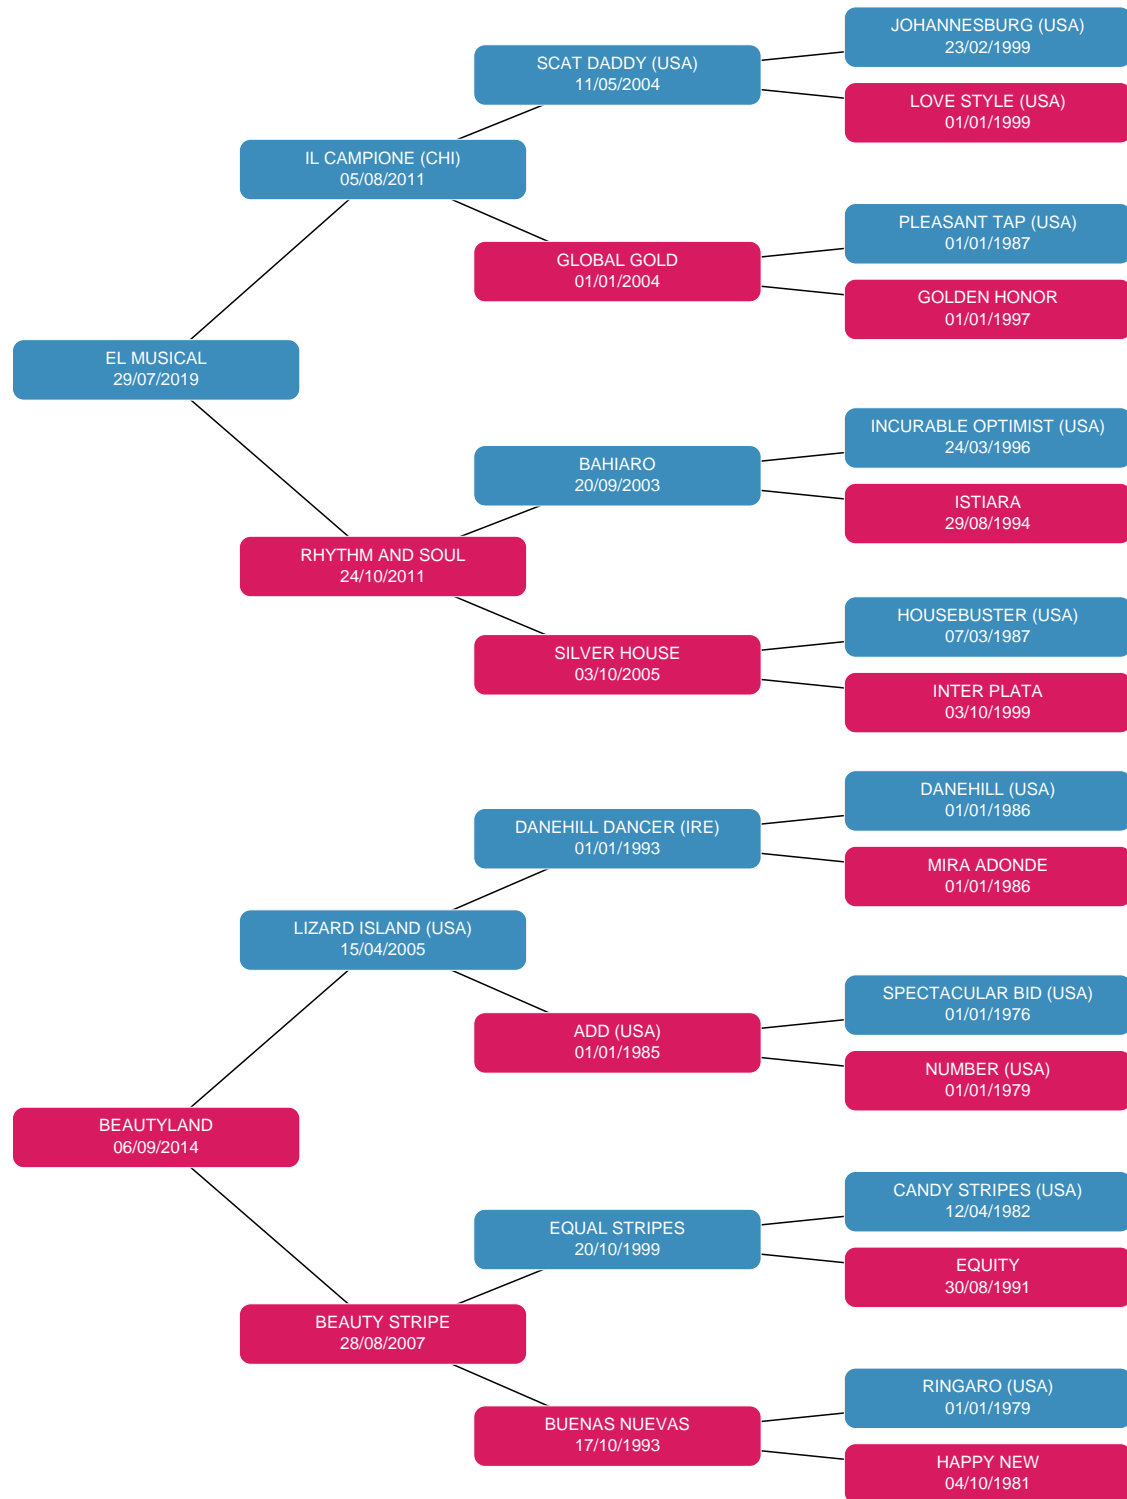 JOHANNESBURG (USA)
23/02/1999
SCAT DADDY (USA)
11/05/2004
LOVE STYLE (USA)
01/01/1999
IL CAMPIONE (CHI)
05/08/2011
PLEASANT TAP (USA)
01/01/1987
GLOBAL GOLD
01/01/2004
GOLDEN HONOR
01/01/1997
EL MUSICAL
29/07/2019
INCURABLE OPTIMIST (USA)
24/03/1996
BAHIARO
20/09/2003
ISTIARA
29/08/1994
RHYTHM AND SOUL
24/10/2011
HOUSEBUSTER (USA)
07/03/1987
SILVER HOUSE
03/10/2005
INTER PLATA
03/10/1999
DANEHILL (USA)
01/01/1986
DANEHILL DANCER (IRE)
01/01/1993
MIRA ADONDE
01/01/1986
LIZARD ISLAND (USA)
15/04/2005
SPECTACULAR BID (USA)
01/01/1976
ADD (USA)
01/01/1985
NUMBER (USA)
01/01/1979
BEAUTYLAND
06/09/2014
CANDY STRIPES (USA)
12/04/1982
EQUAL STRIPES
20/10/1999
EQUITY
30/08/1991
BEAUTY STRIPE
28/08/2007
RINGARO (USA)
01/01/1979
BUENAS NUEVAS
17/10/1993
HAPPY NEW
04/10/1981